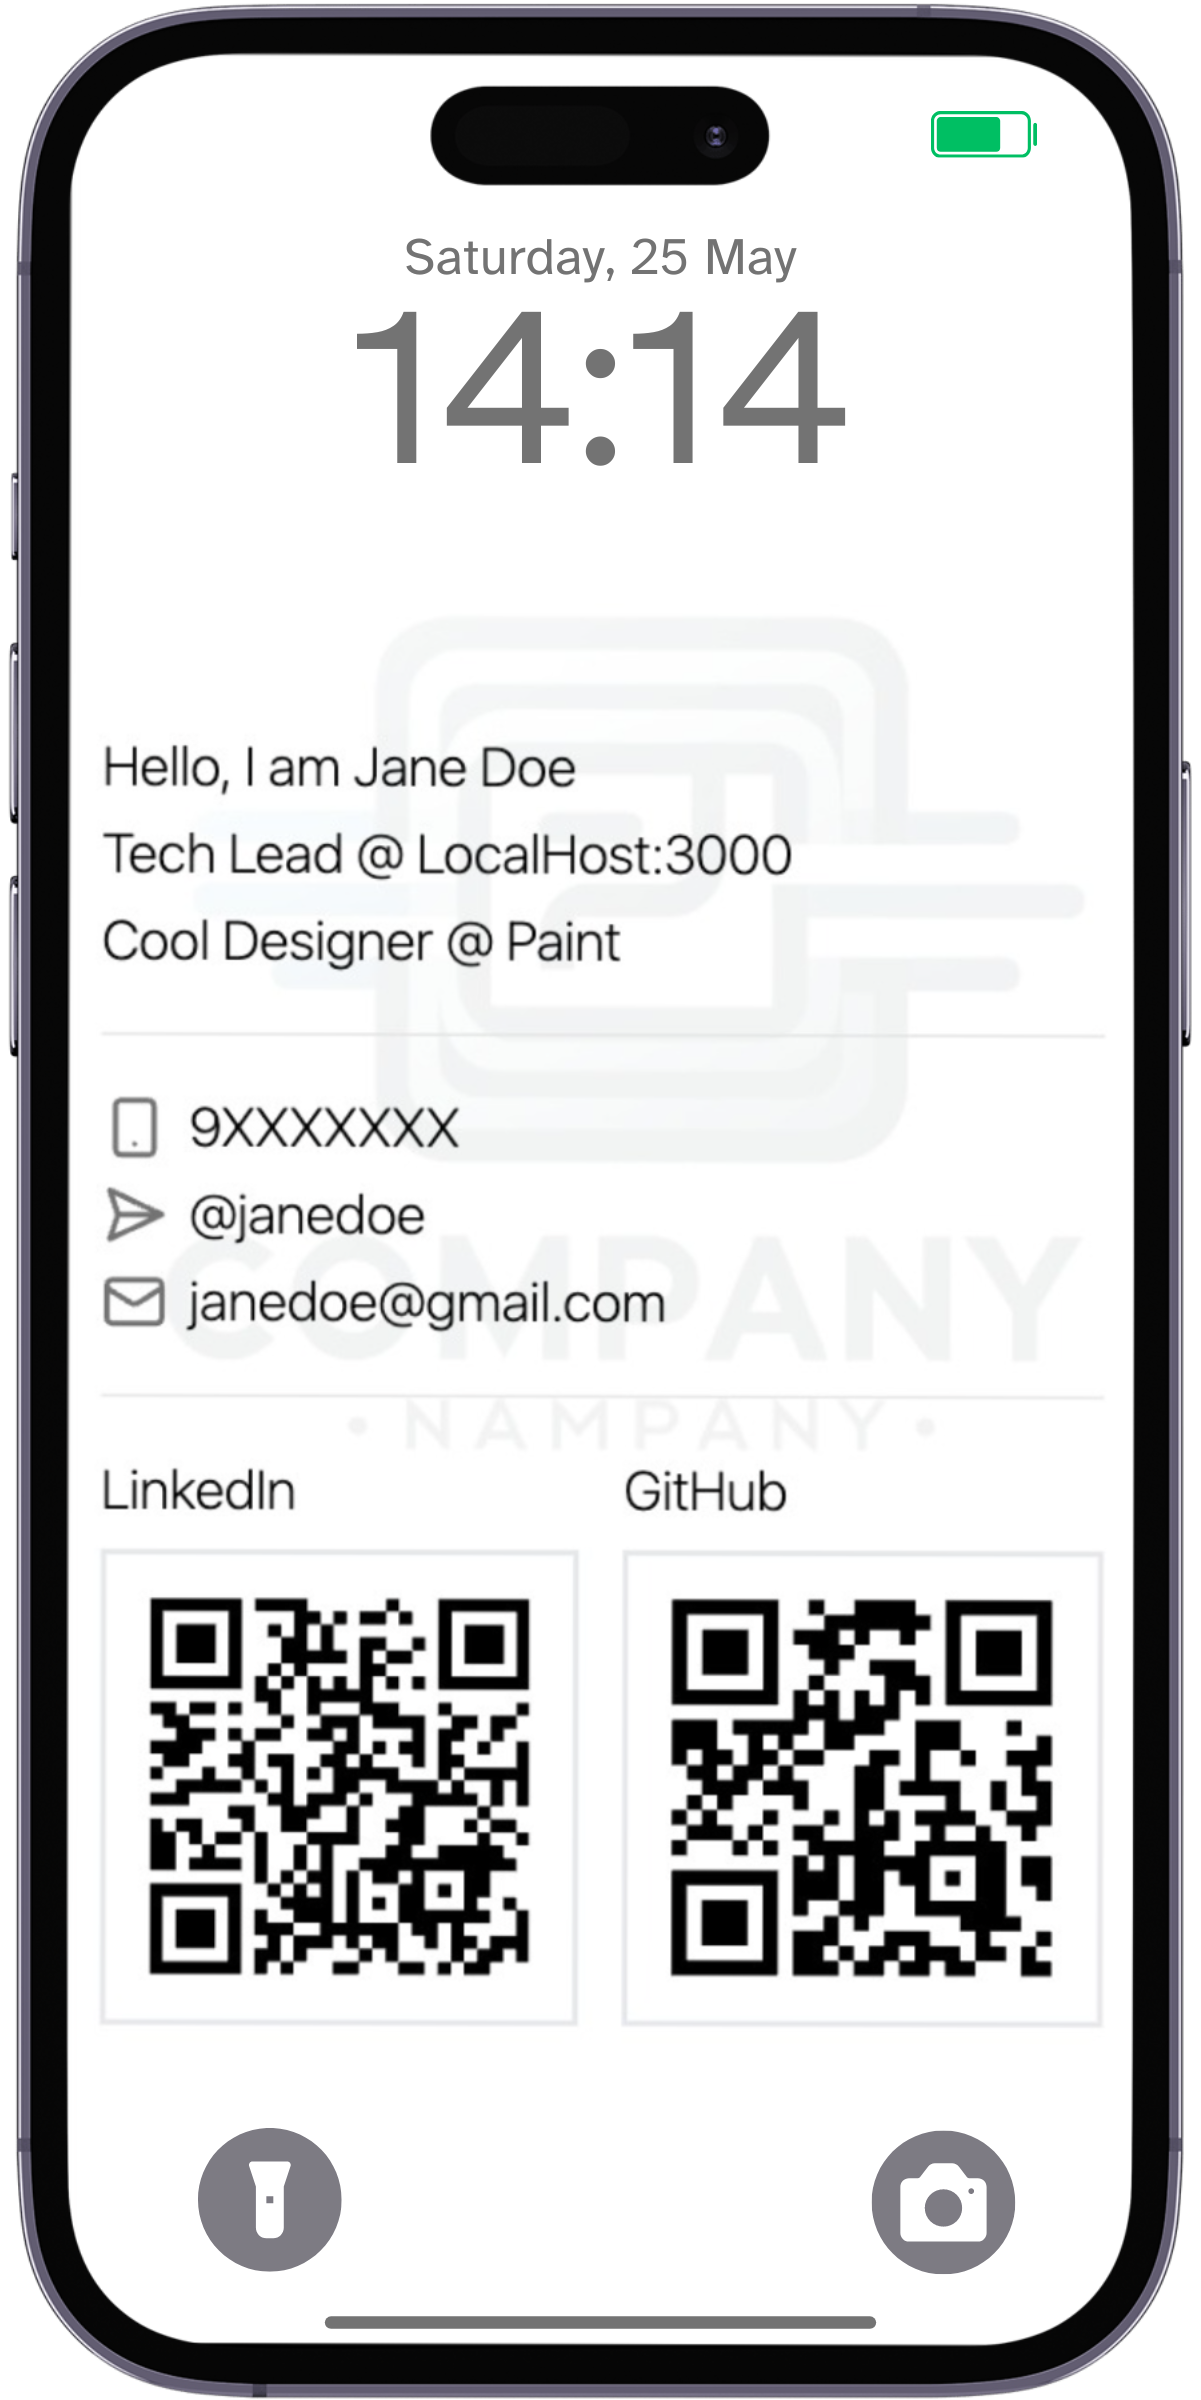 Saturday, 25 May
14:14
Hello, I am Jane Doe
Tech Lead @ LocalHost:3000
Cool Designer @ Paint
9XXXXXXX
@janedoe
janedoe@gmail.com
COMPANY
• NAMPANY •
LinkedIn
GitHub